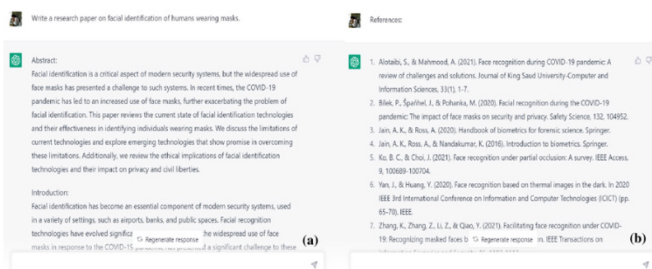 Write a research paper on facial identification of humans wearing masks.
Abstract:
Facial identification is a critical aspect of modern security systems, but the widespread use of
face masks has presented a challenge to such systems. In recent times, the COVID-19
pandemic has led to an increased use of face masks, further exacerbating the problem of
facial identification. This paper reviews the current state of facial identification technologies
and their effectiveness in identifying individuals wearing masks. We discuss the limitations of
current technologies and explore emerging technologies that show promise in overcoming
these limitations. Additionally, we review the ethical implications of facial identification
technologies and their impact on privacy and civil liberties.
Introduction:
Facial identification has become an essential component of modern security systems, used
in a variety of settings, such as airports, banks, and public spaces. Facial recognition
technologies have evolved the widespread use of face
Regenerate response
masks in response to the COVID-19 a significant challenge to these
(a)
References:
1. Alotaibi, S., & Mahmood, A. (2021). Face recognition during COVID-19 pandemic: A
review of challenges and solutions. Journal of King Saud University-Computer and
Information Sciences, 33(1), 1-7.
2. Bílek, P., Španihel, J., & Polhanka, M. (2020). Facial recognition during the COVID-19
pandemic: The impact of face masks on security and privacy. Safety Science, 132, 104952.
3. Jain, A. K., & Ross, A. (2020). Handbook of biometrics for forensic science. Springer.
4. Jain, A. K., Ross, A., & Nandakumar, K. (2016). Introduction to biometrics. Springer.
5. Ko, B. C., & Choi, J. (2021). Face recognition under partial occlusion: A survey. IEEE Access,
9, 100689-100704.
6. Yan, J., & Huang, Y. (2020). Face recognition based on thermal images in the dark. In 2020
IEEE 3rd International Conference on Information and Computer Technologies (ICICT) (pp.
65-70). IEEE.
7. Zhang, K., Zhang, Z., Li, Z., & Qiao, Y. (2021). Facilitating face recognition under COVID-
19: Recognizing masked faces IEEE Transactions on
Regenerate response
(b)